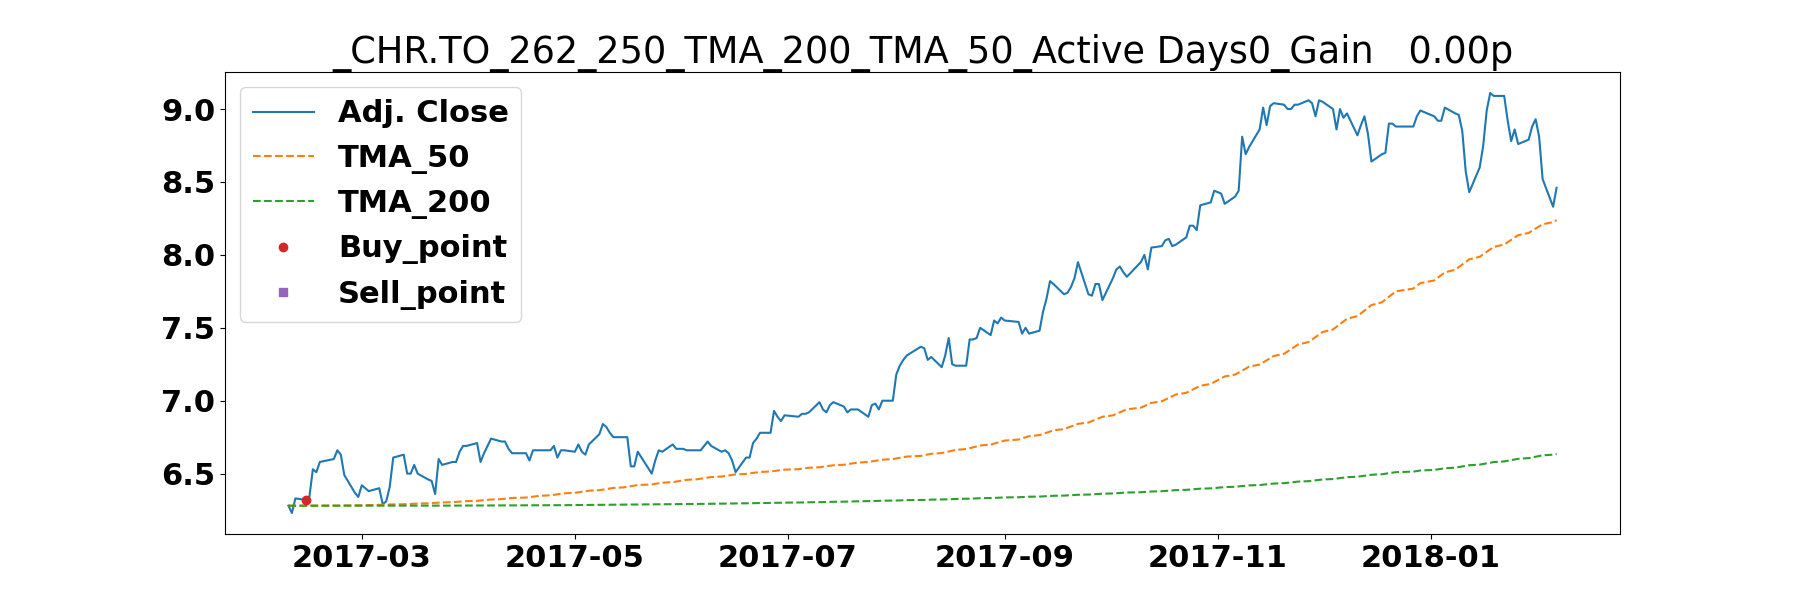 _CHR.TO_262_250_TMA_200_TMA_50_Active Days0_Gain   0.00p
Adj. Close
TMA_50
TMA_200
Buy_point
Sell_point
9.0
8.5
8.0
7.5
7.0
6.5
2017-03 2017-05 2017-07 2017-09 2017-11 2018-01